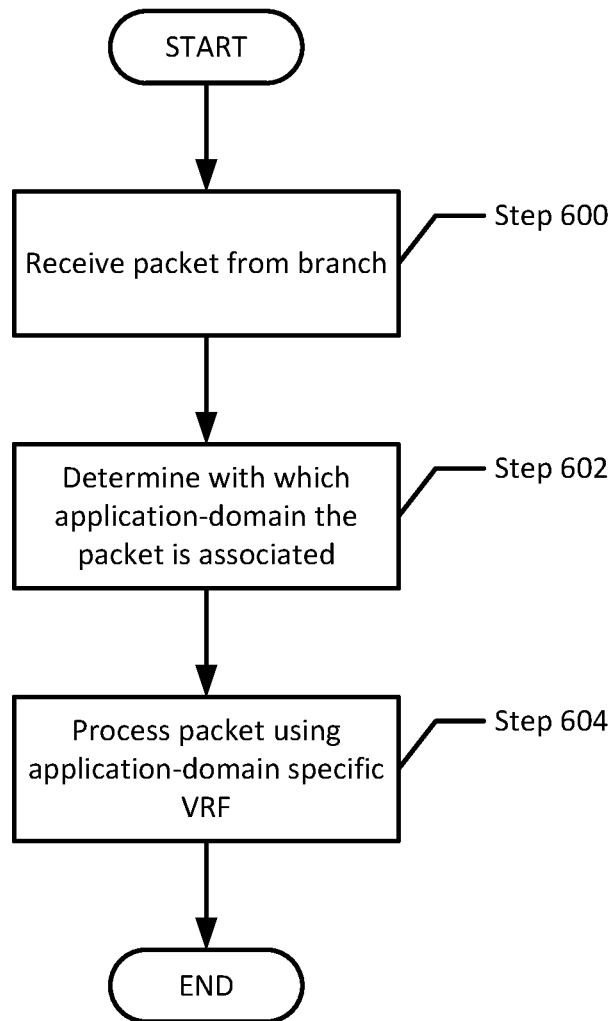 START
Receive packet from branch
Step 600
Determine with which
application-domain the
packet is associated
Step 602
Process packet using
application-domain specific
VRF
Step 604
END